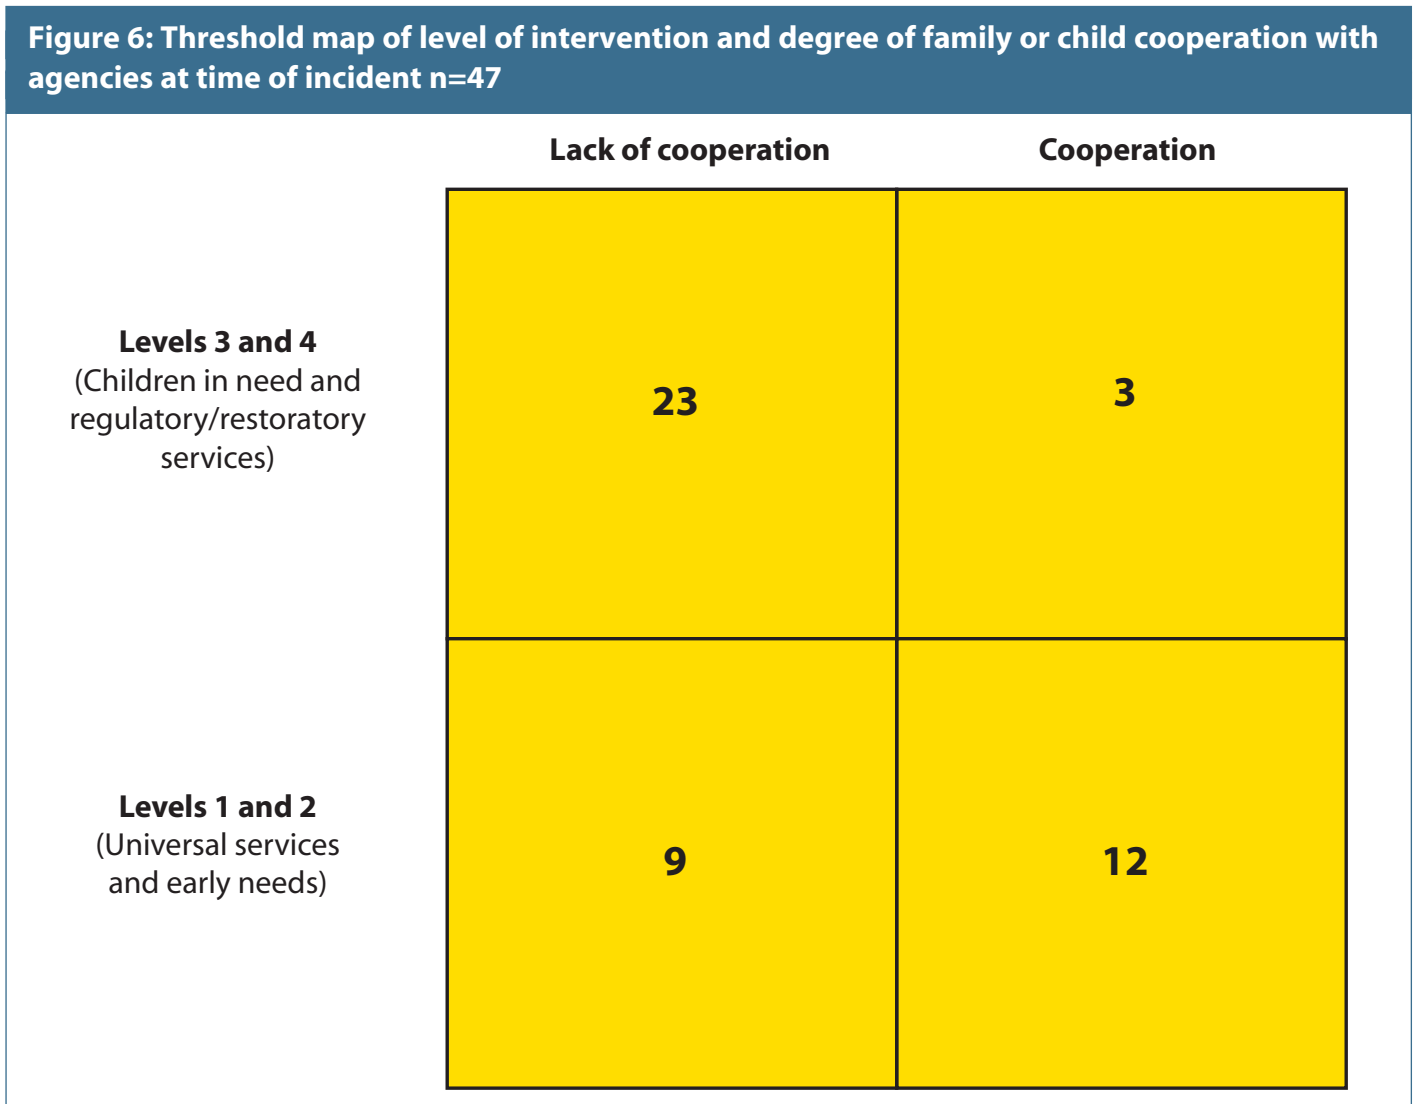 Figure 6: Threshold map of level of intervention and degree of family or child cooperation with
agencies at time of incident n=47
Lack of cooperation
Cooperation
Levels 3 and 4
(Children in need and
regulatory/restoratory
services)
23
3
Levels 1 and 2
(Universal services
and early needs)
9
12